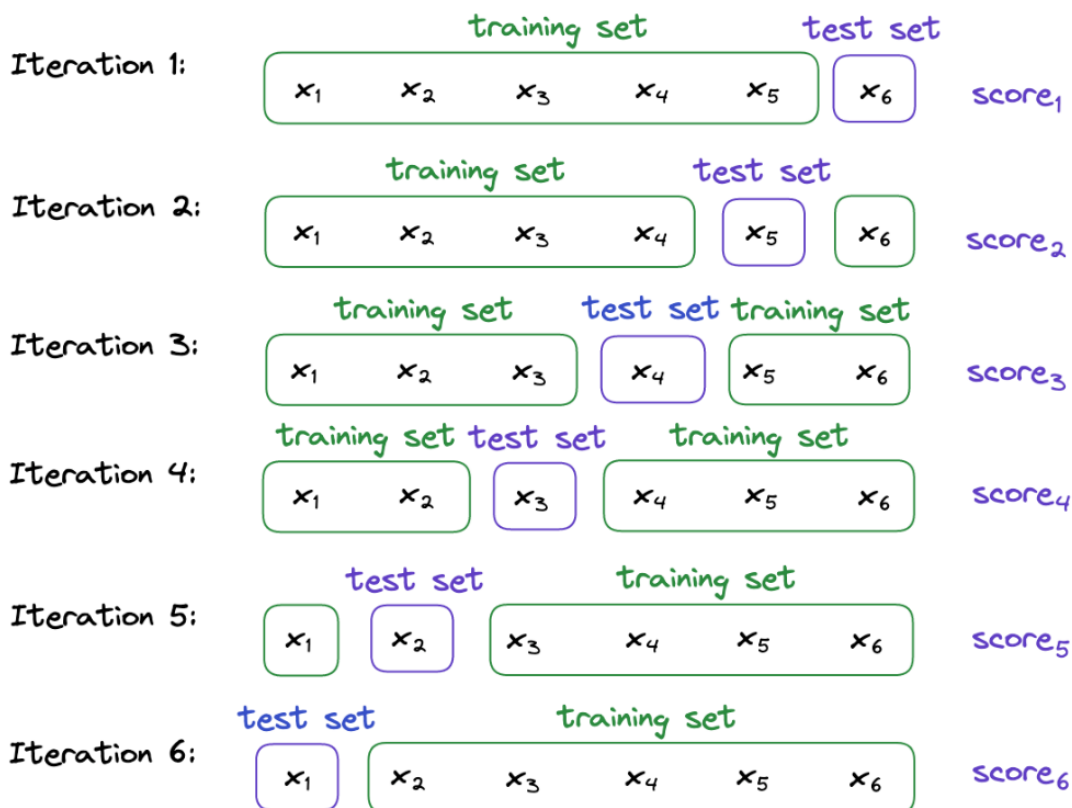 training set test set
Iteration 1: x₁ x₂ x₃ x₄ x₅ x₆ score₁
training set test set
Iteration 2: x₁ x₂ x₃ x₄ x₅ x₆ score₂
training set test set training set
Iteration 3: x₁ x₂ x₃ x₄ x₅ x₆ score₃
training set test set training set
Iteration 4: x₁ x₂ x₃ x₄ x₅ x₆ score₄
test set training set
Iteration 5: x₁ x₂ x₃ x₄ x₅ x₆ score₅
test set training set
Iteration 6: x₁ x₂ x₃ x₄ x₅ x₆ score₆